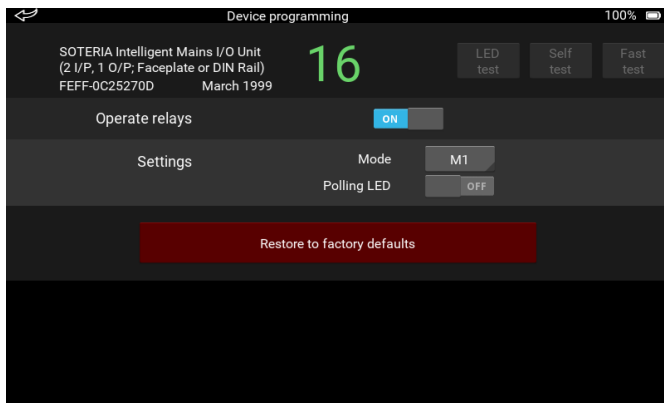 Device programming
100%
SOTERIA Intelligent Mains I/O Unit
(2 I/P, 1 O/P; Faceplate or DIN Rail)
FEFF-0C25270D March 1999
16
LED
test
Self
test
Fast
test
Operate relays
ON
Settings
Mode
M1
Polling LED
OFF
Restore to factory defaults